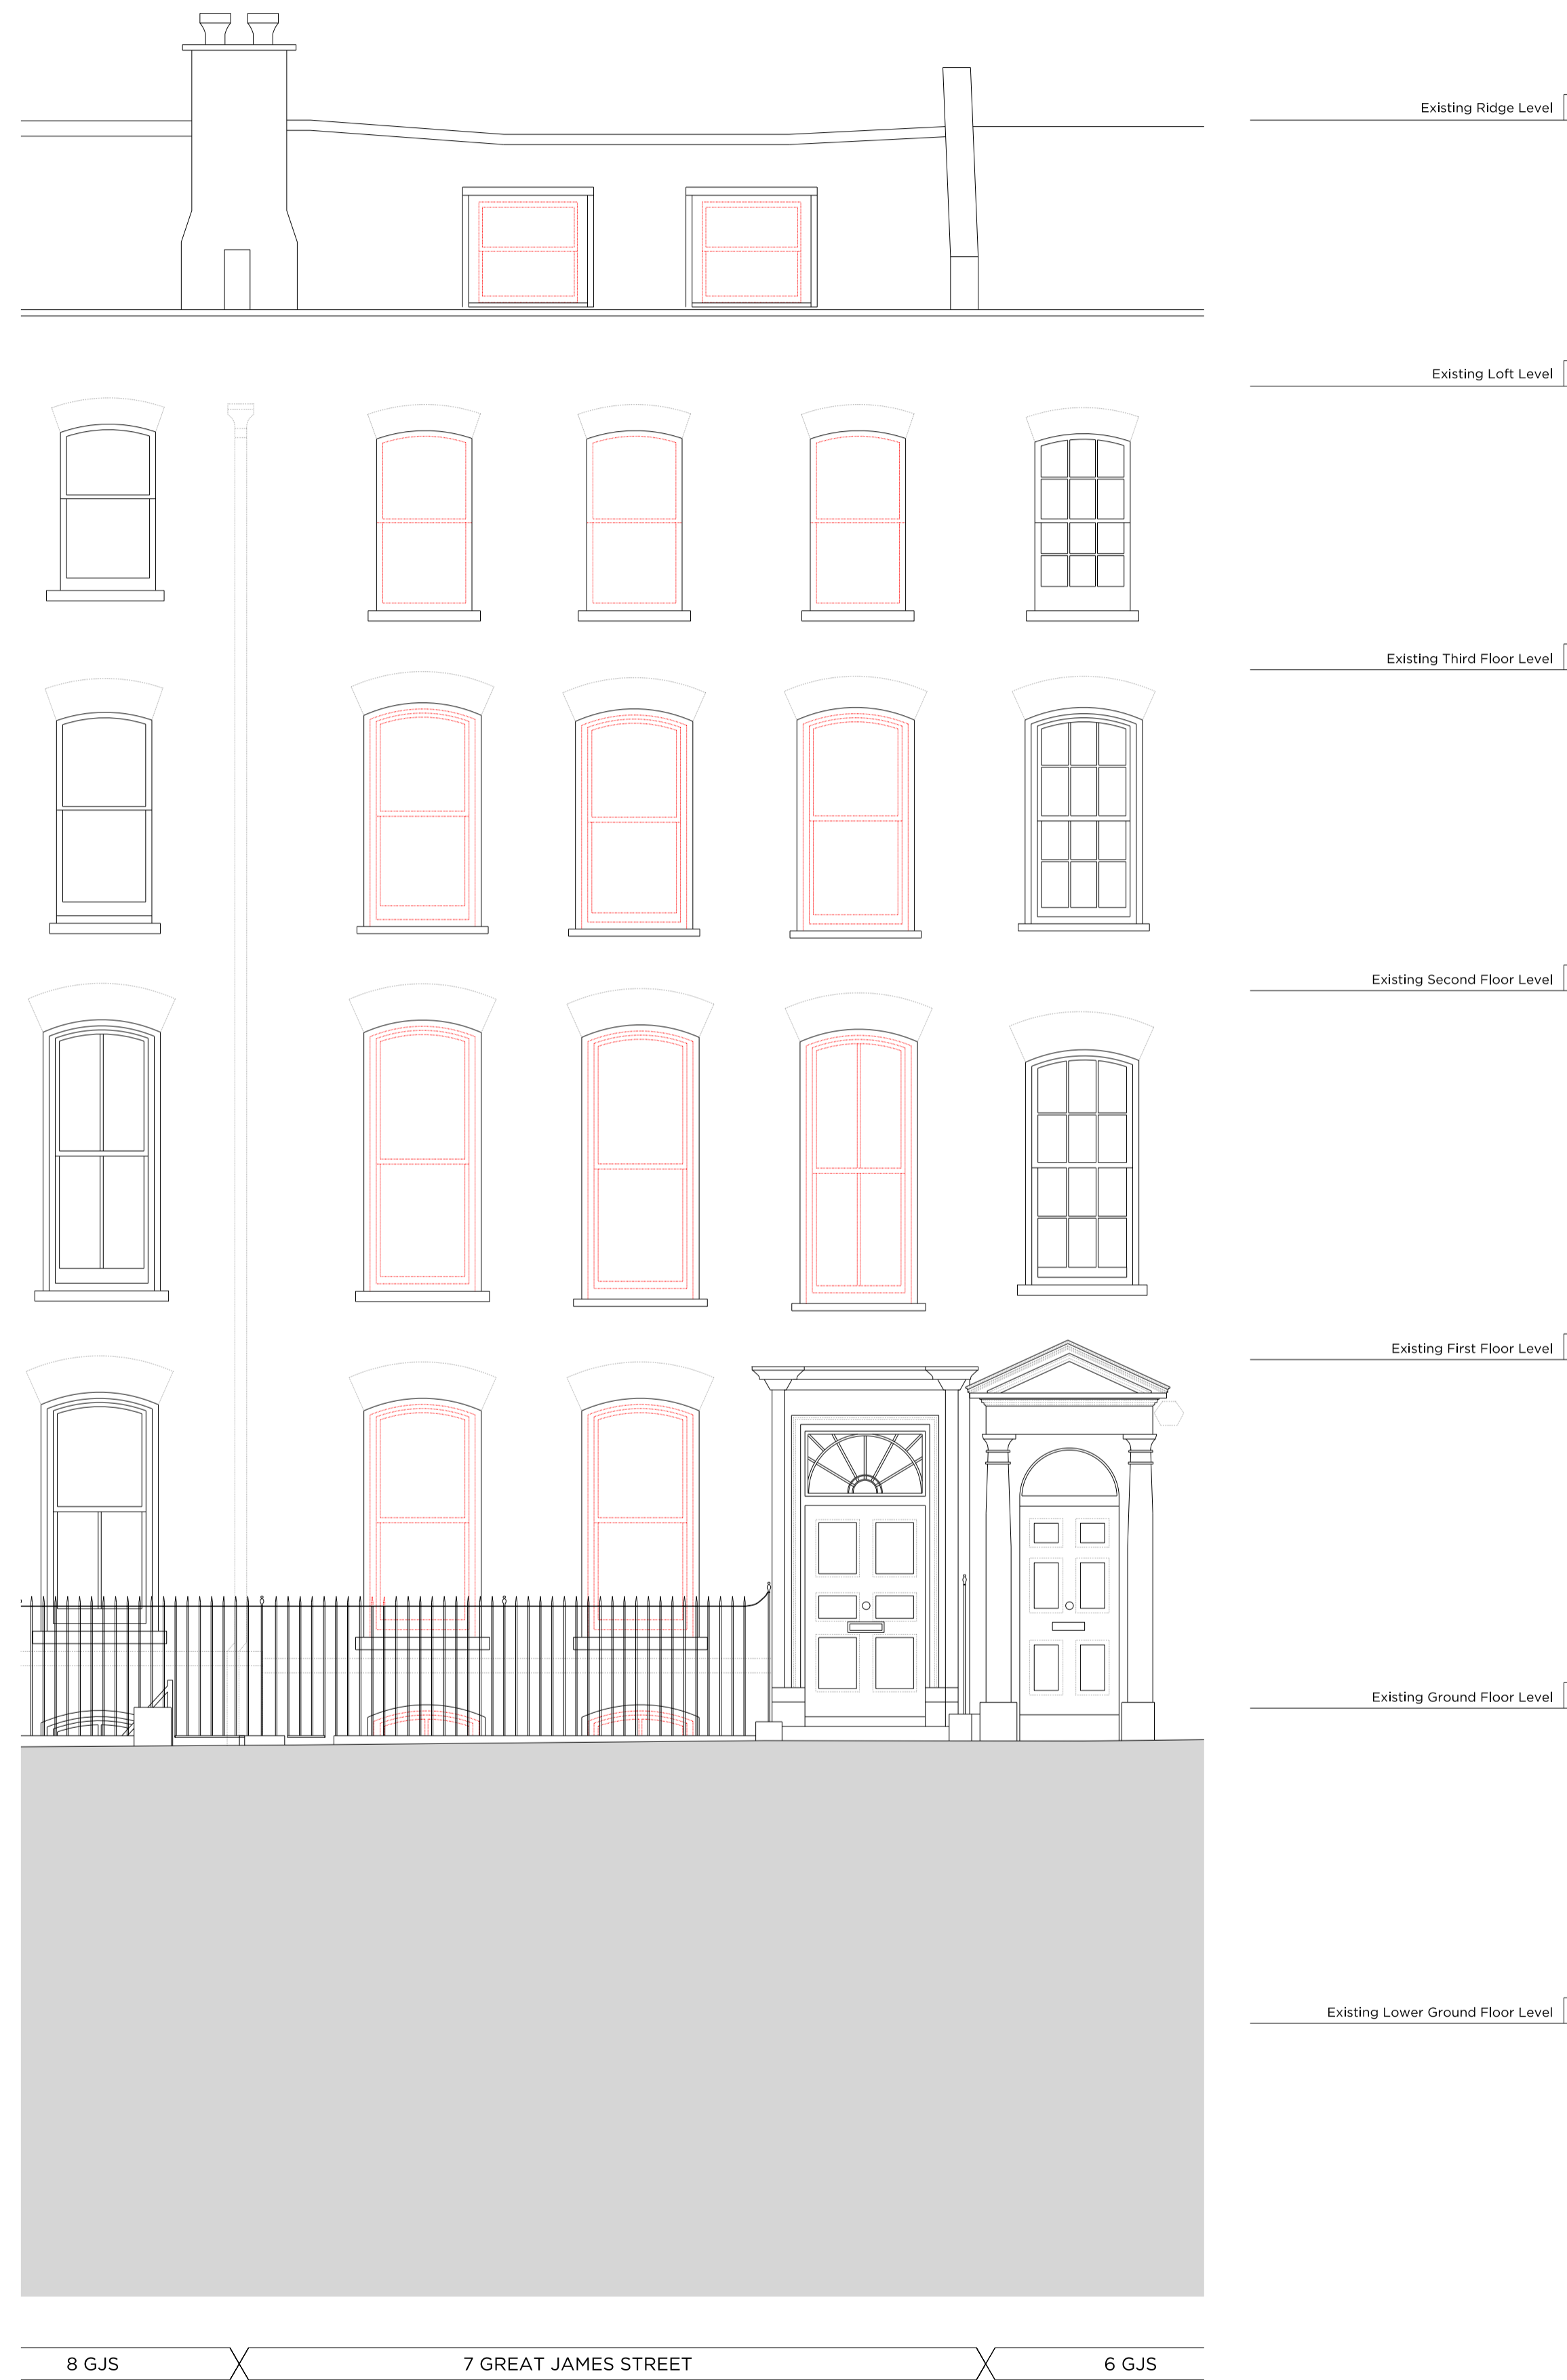 Existing Ridge Level
Existing Loft Level
Existing Third Floor Level
Existing Second Floor Level
Existing First Floor Level
Existing Ground Floor Level
Existing Lower Ground Floor Level
8 GJS
7 GREAT JAMES STREET
6 GJS